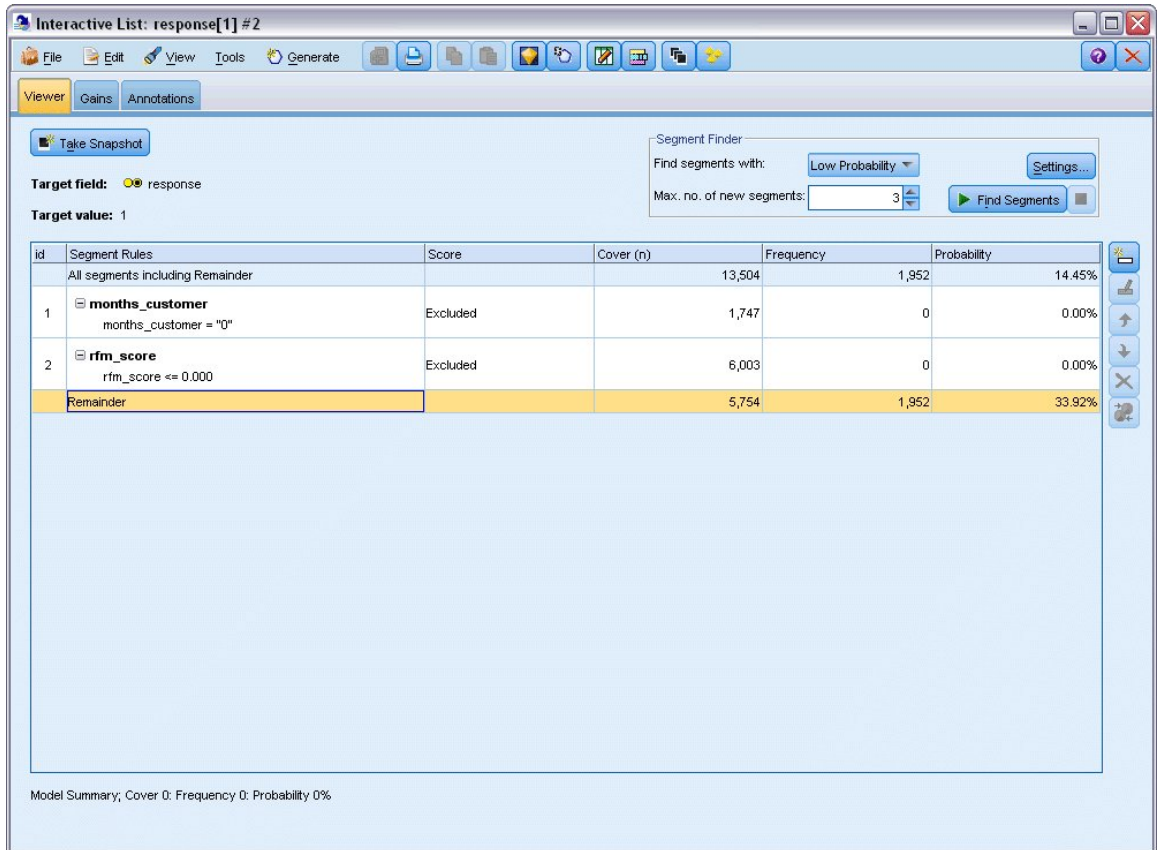 Interactive List: response[1] #2
File Edit View Tools Generate
Viewer Gains Annotations
Take Snapshot
Segment Finder
Find segments with: Low Probability Settings...
Max. no. of new segments: 3 Find Segments
Target field: response
Target value: 1
id Segment Rules Score Cover (n) Frequency Probability
All segments including Remainder 13,504 1,952 14.45%
1 months_customer Excluded 1,747 0 0.00%
months_customer = "0"
2 rfm_score Excluded 6,003 0 0.00%
rfm_score <= 0.000
Remainder 5,754 1,952 33.92%
Model Summary; Cover 0: Frequency 0: Probability 0%